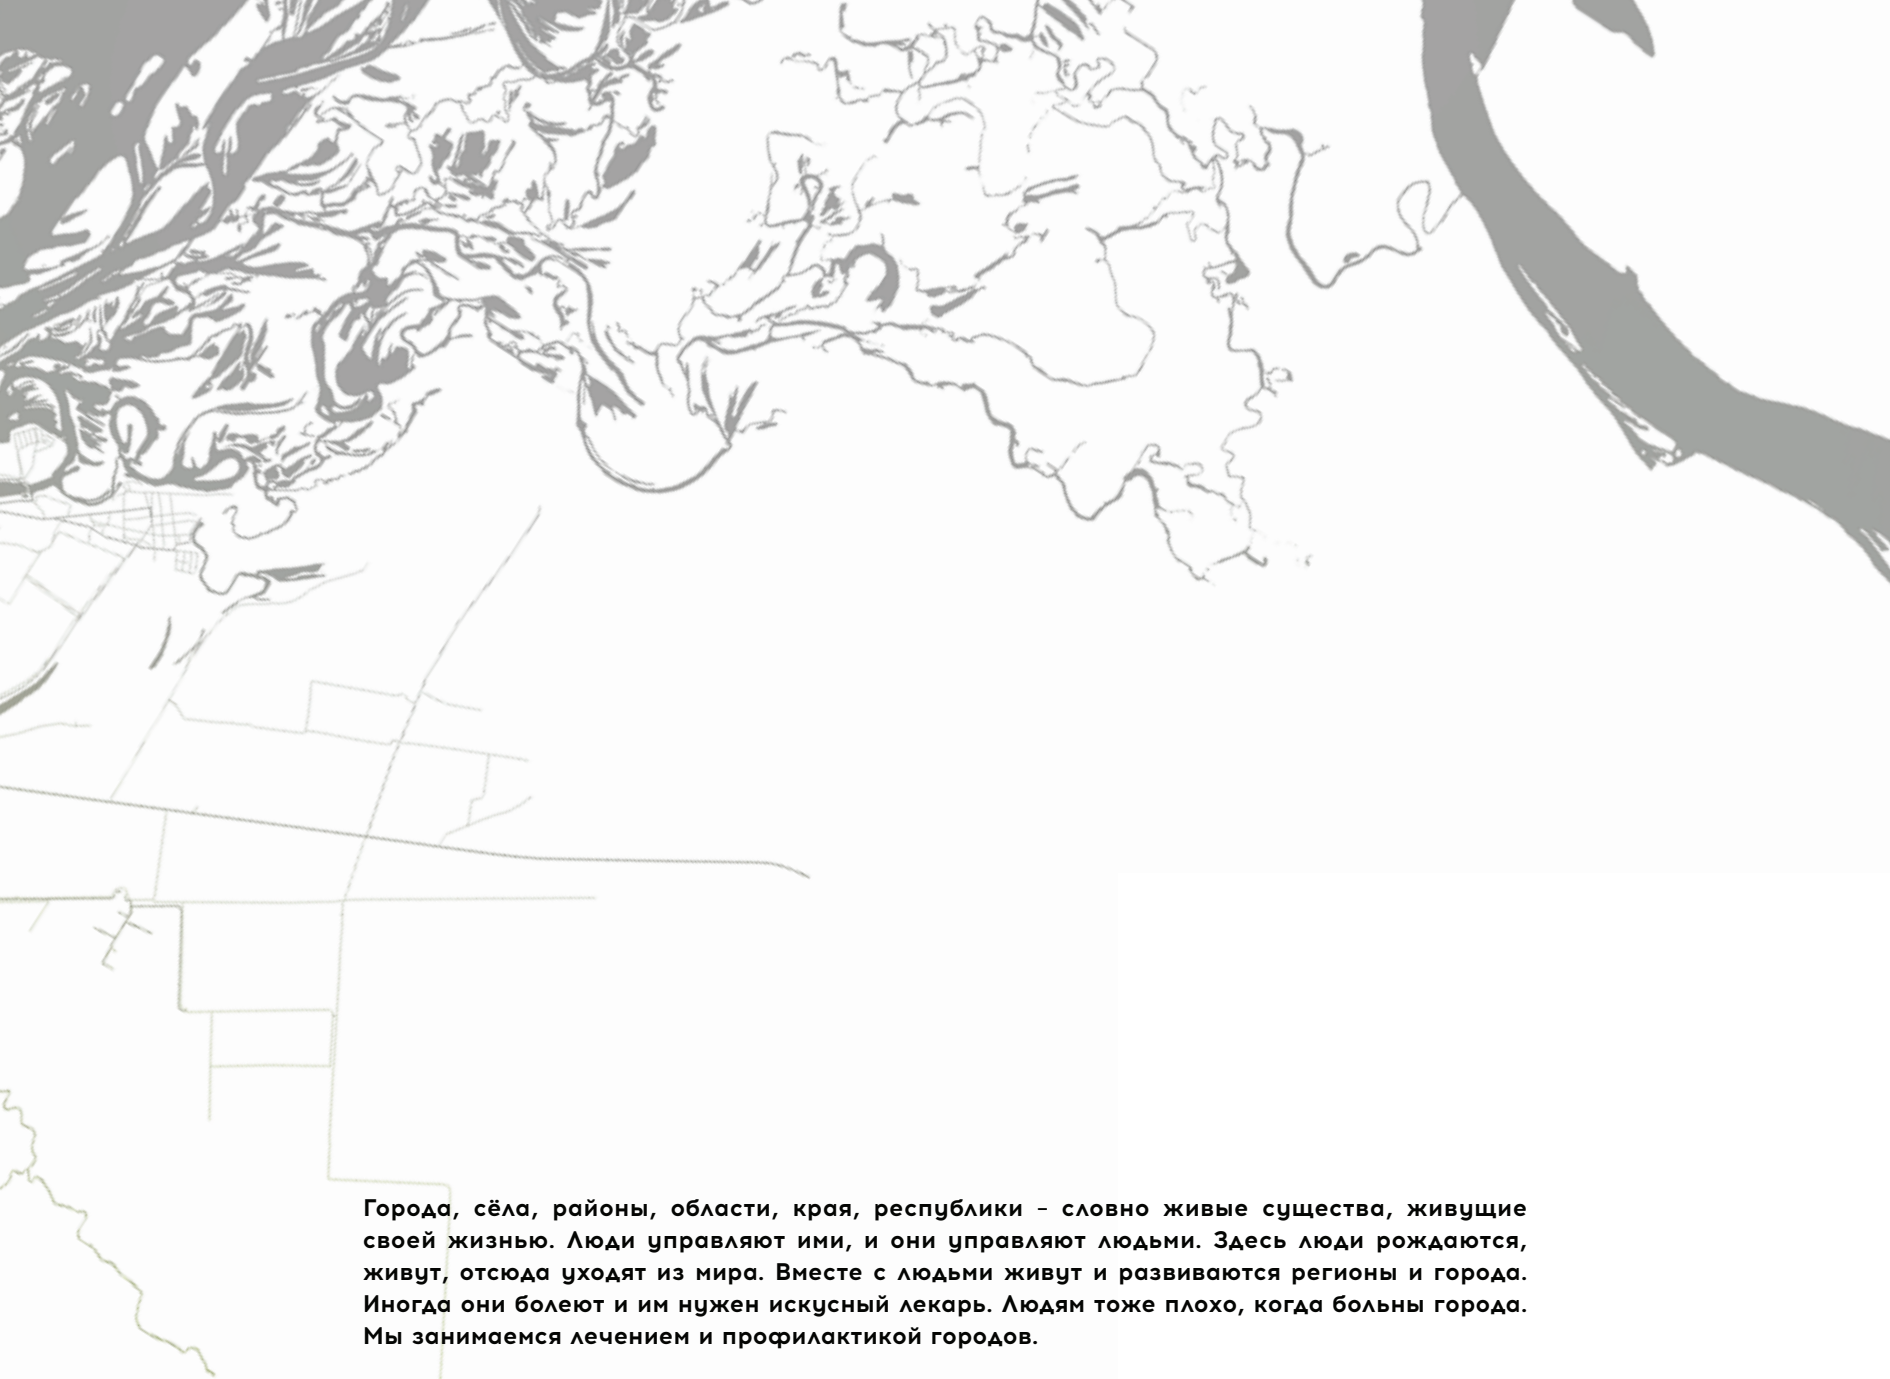 Города, сёла, районы, области, края, республики – словно живые существа, живущие
своей жизнью. Люди управляют ими, и они управляют людьми. Здесь люди рождаются,
живут, отсюда уходят из мира. Вместе с людьми живут и развиваются регионы и города.
Иногда они болеют и им нужен искусный лекарь. Людям тоже плохо, когда больны города.
Мы занимаемся лечением и профилактикой городов.